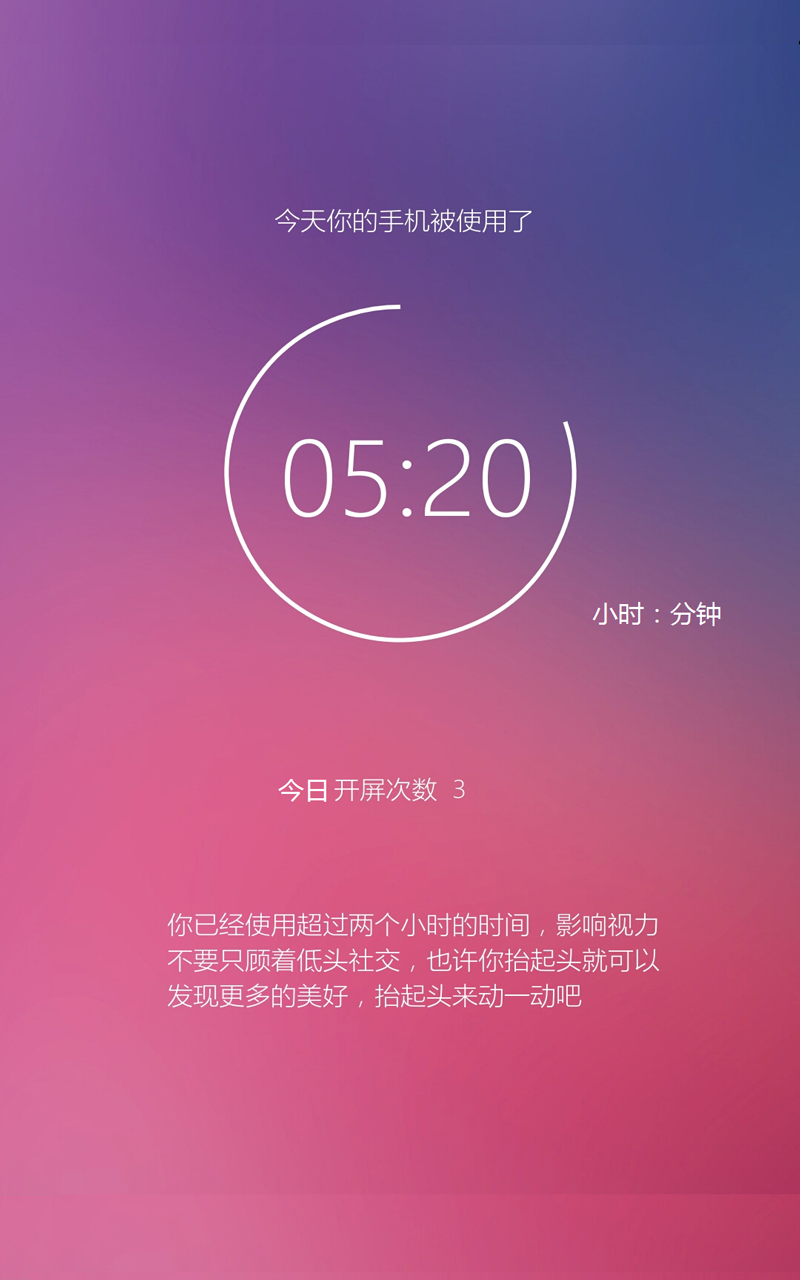 今天你的手机被使用了
05:20
小时：分钟
今日开屏次数 3
你已经使用超过两个小时的时间，影响视力
不要只顾着低头社交，也许你抬起头就可以
发现更多的美好，抬起头来动一动吧